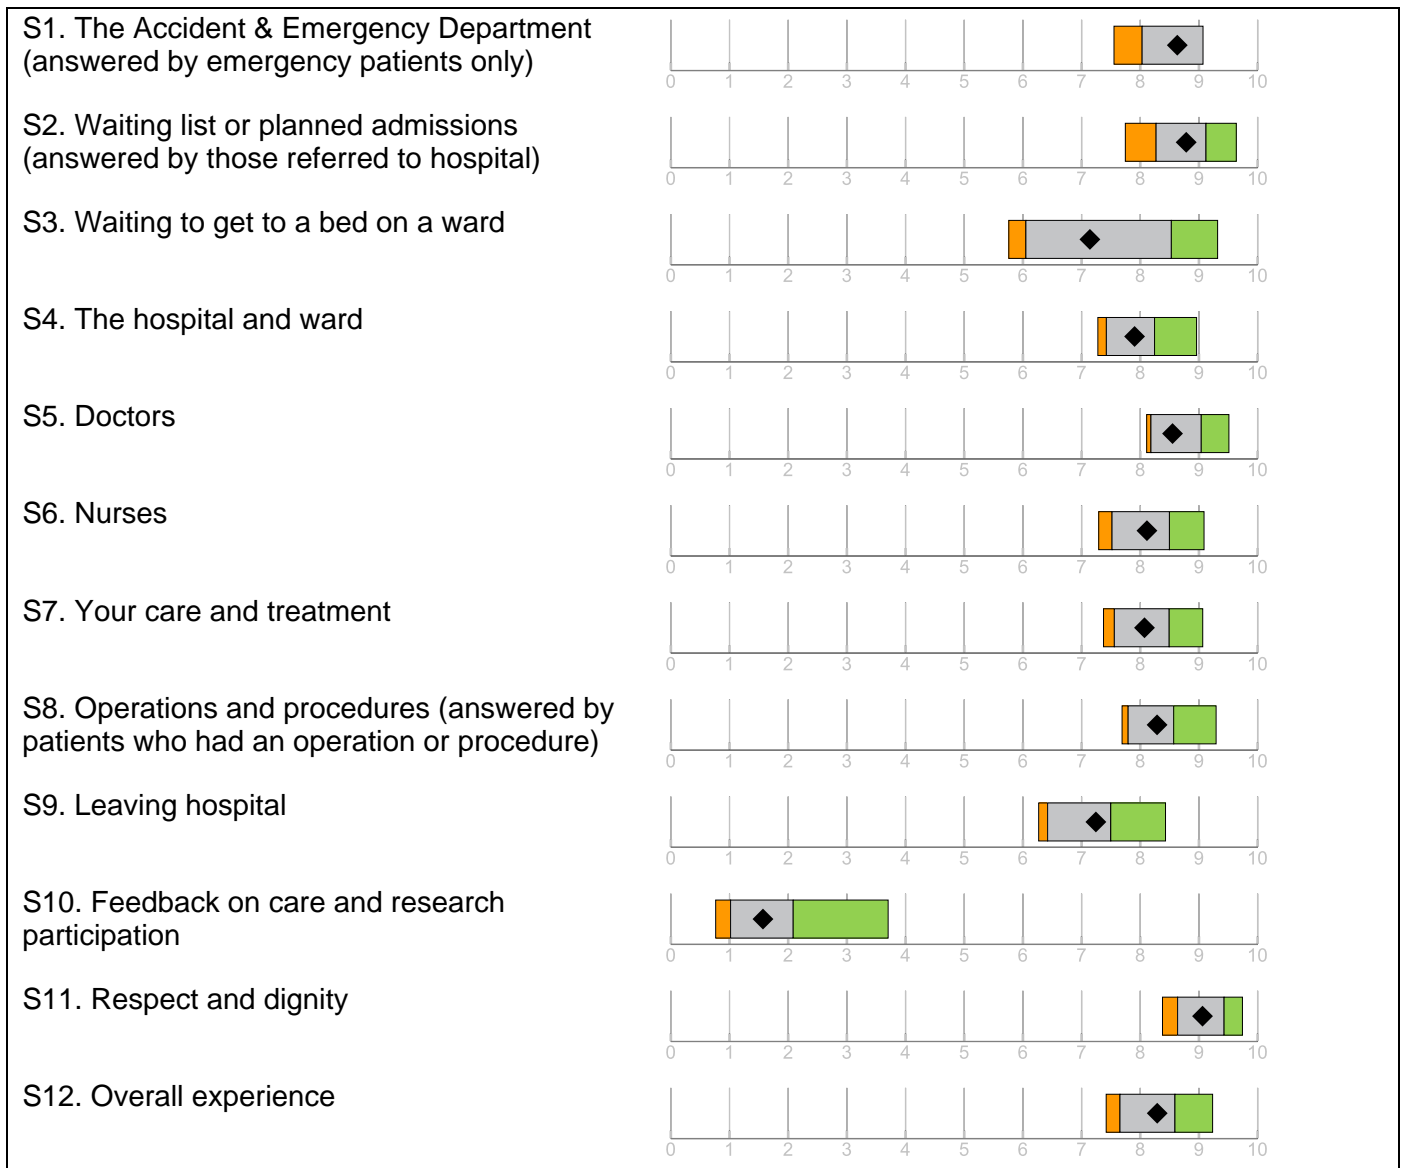 S1. The Accident & Emergency Department
(answered by emergency patients only)
0 1 2 3 4 5 6 7 8 9 10
S2. Waiting list or planned admissions
(answered by those referred to hospital)
0 1 2 3 4 5 6 7 8 9 10
S3. Waiting to get to a bed on a ward
0 1 2 3 4 5 6 7 8 9 10
S4. The hospital and ward
0 1 2 3 4 5 6 7 8 9 10
S5. Doctors
0 1 2 3 4 5 6 7 8 9 10
S6. Nurses
0 1 2 3 4 5 6 7 8 9 10
S7. Your care and treatment
0 1 2 3 4 5 6 7 8 9 10
S8. Operations and procedures (answered by
patients who had an operation or procedure)
0 1 2 3 4 5 6 7 8 9 10
S9. Leaving hospital
0 1 2 3 4 5 6 7 8 9 10
S10. Feedback on care and research
participation
0 1 2 3 4 5 6 7 8 9 10
S11. Respect and dignity
0 1 2 3 4 5 6 7 8 9 10
S12. Overall experience
0 1 2 3 4 5 6 7 8 9 10